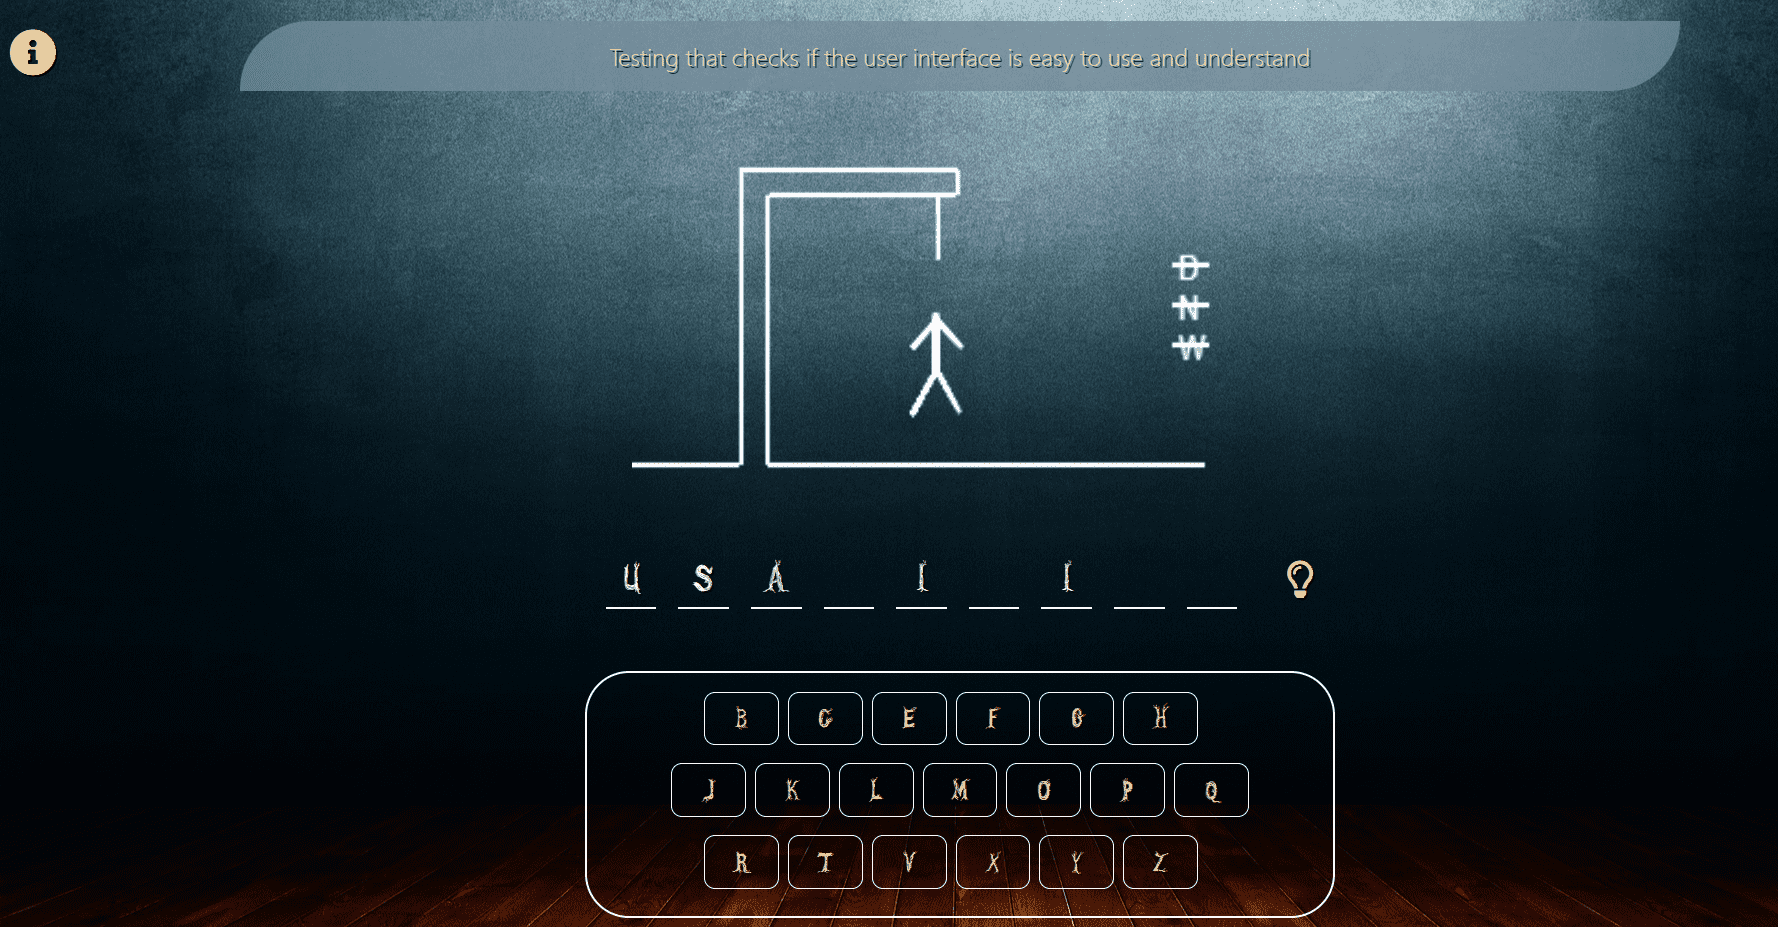 i
Testing that checks if the user interface is easy to use and understand
D
N
W
U S A _ I _ I _ _
B G E F G H
J K L M O P Q
R T V X Y Z